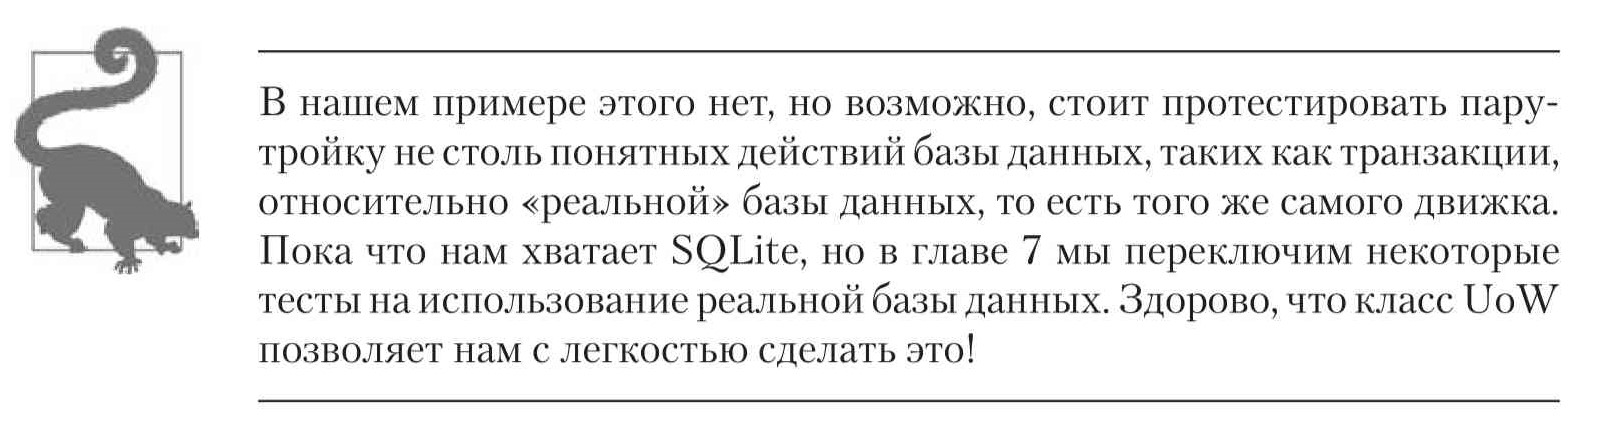 В нашем примере этого нет, но возможно, стоит протестировать пару-
тройку не столь понятных действий базы данных, таких как транзакции,
относительно «реальной» базы данных, то есть того же самого движка.
Пока что нам хватает SQLite, но в главе 7 мы переключим некоторые
тесты на использование реальной базы данных. Здорово, что класс UoW
позволяет нам с легкостью сделать это!